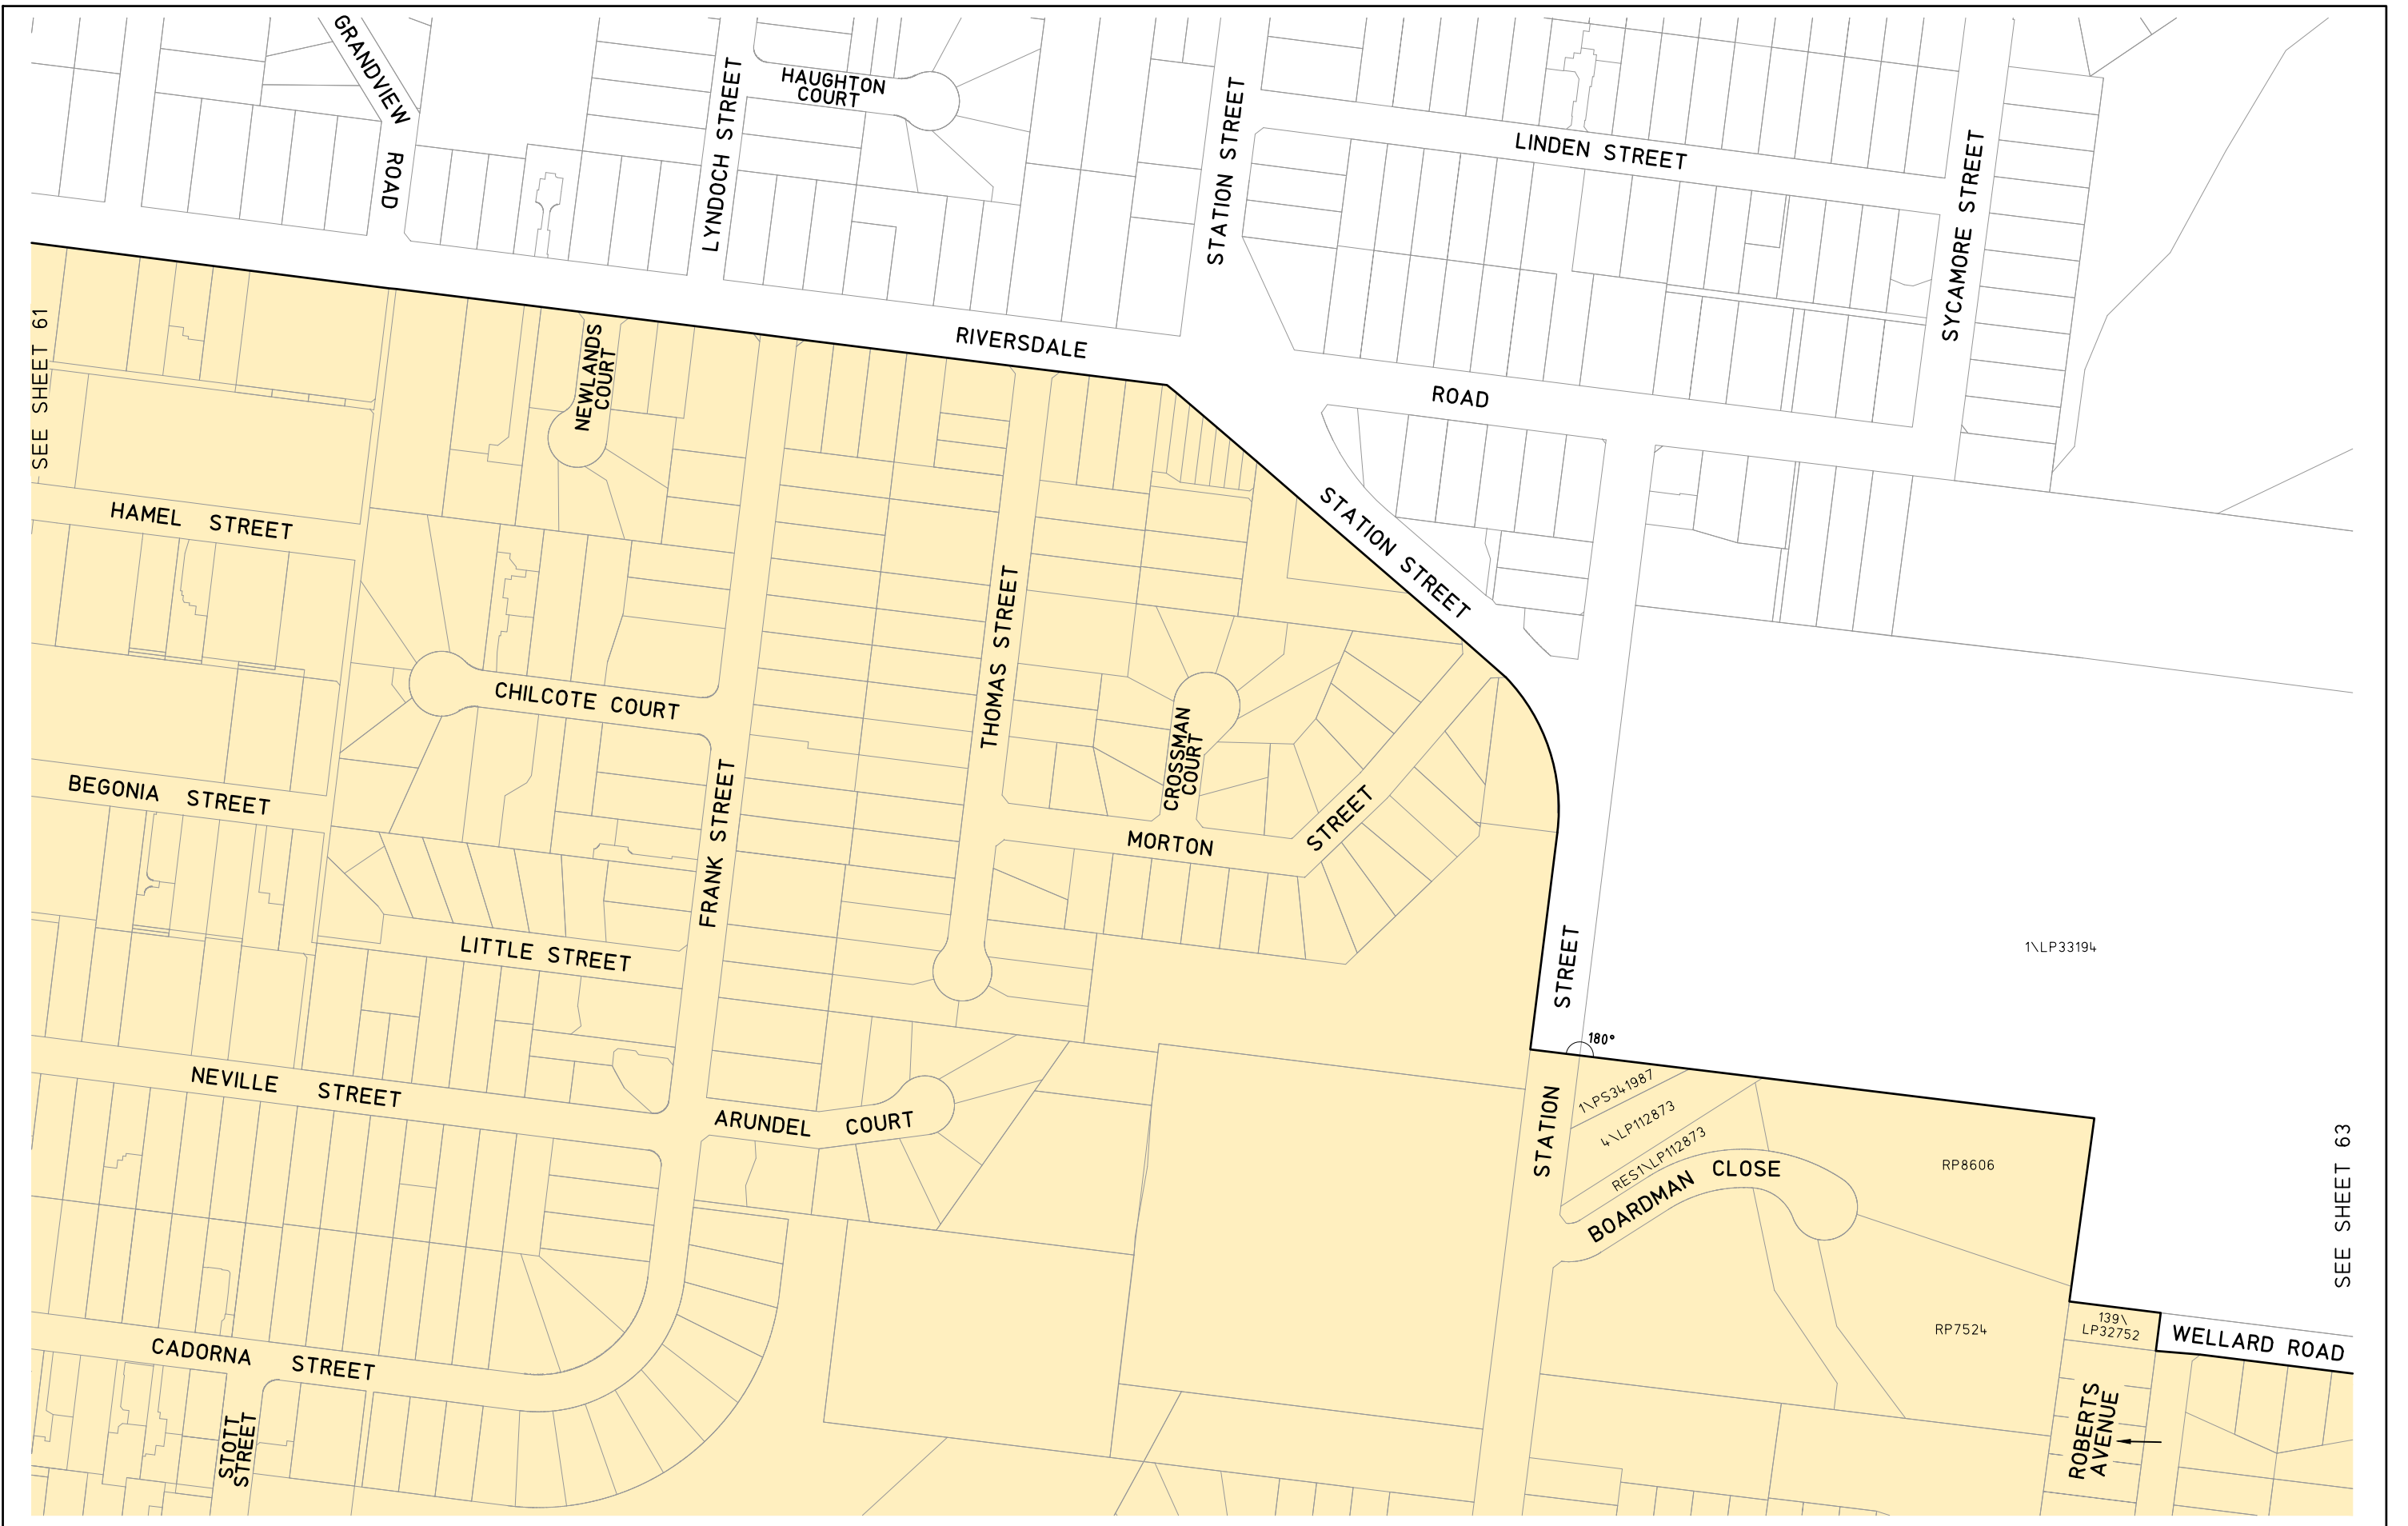 GRANDVIEW
ROAD
LYNDOCH STREET
HAUGHTON
COURT
STATION STREET
LINDEN STREET
SYCAMORE STREET
SEE SHEET 61
NEWLANDS
COURT
RIVERSDALE
ROAD
HAMEL STREET
STATION STREET
THOMAS STREET
CHILCOTE COURT
CROSSMAN
COURT
BEGONIA STREET
FRANK STREET
MORTON
STREET
LITTLE STREET
STREET
1\LP33194
180°
NEVILLE STREET
ARUNDEL COURT
STATION
1\PS341987
4\LP112873
RES1\LP112873
BOARDMAN CLOSE
RP8606
SEE SHEET 63
RP7524
139\
LP32752
WELLARD ROAD
CADORNA STREET
STOTT
STREET
ROBERTS
AVENUE